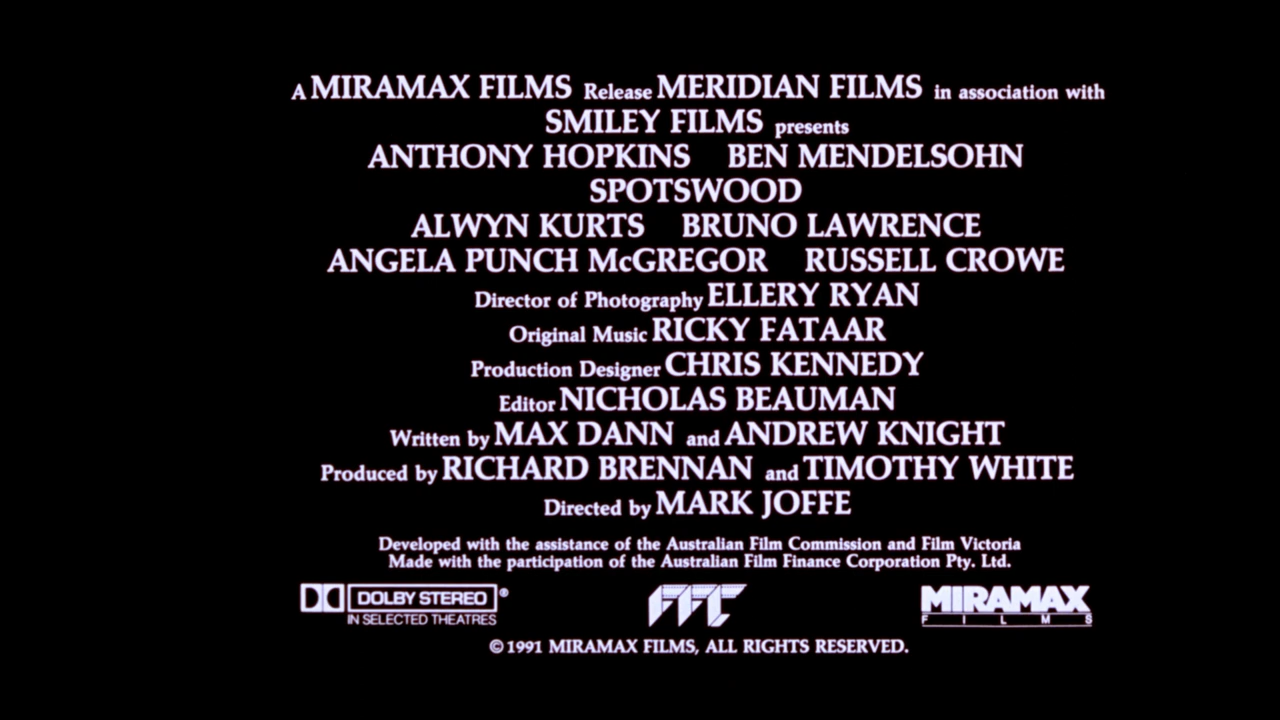 A MIRAMAX FILMS Release MERIDIAN FILMS in association with
SMILEY FILMS presents
ANTHONY HOPKINS BEN MENDELSOHN
SPOTSWOOD
ALWYN KURTS BRUNO LAWRENCE
ANGELA PUNCH McGREGOR RUSSELL CROWE
Director of Photography ELLERY RYAN
Original Music RICKY FATAAR
Production Designer CHRIS KENNEDY
Editor NICHOLAS BEAUMAN
Written by MAX DANN and ANDREW KNIGHT
Produced by RICHARD BRENNAN and TIMOTHY WHITE
Directed by MARK JOFFE
Developed with the assistance of the Australian Film Commission and Film Victoria
Made with the participation of the Australian Film Finance Corporation Pty. Ltd.
DOLBY STEREO ®
IN SELECTED THEATRES
FFC
MIRAMAX
FILMS
© 1991 MIRAMAX FILMS, ALL RIGHTS RESERVED.